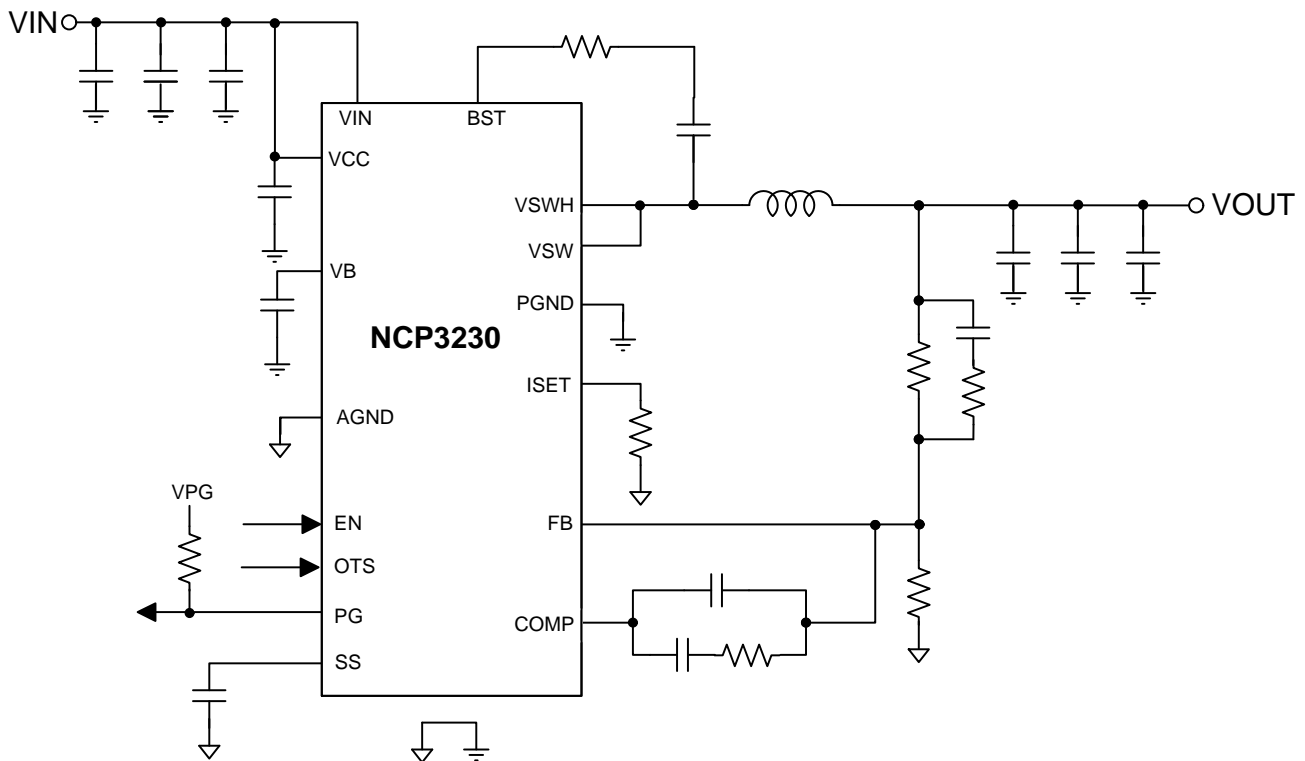 VIN
VIN
BST
VCC
VSWH
VOUT
VSW
VB
PGND
NCP3230
ISET
AGND
VPG
EN
FB
OTS
PG
COMP
SS